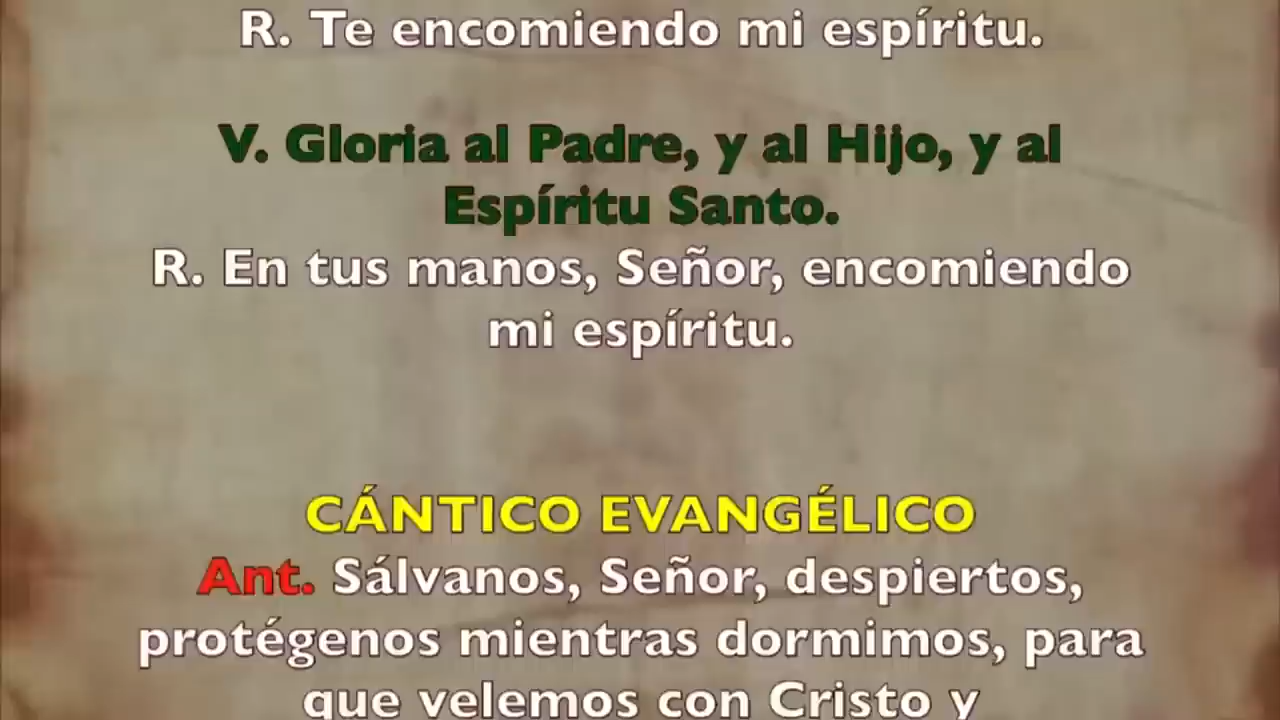 R. Te encomiendo mi espíritu.
V. Gloria al Padre, y al Hijo, y al
Espíritu Santo.
R. En tus manos, Señor, encomiendo
mi espíritu.
CÁNTICO EVANGÉLICO
Ant. Sálvanos, Señor, despiertos,
protégenos mientras dormimos, para
que velemos con Cristo y